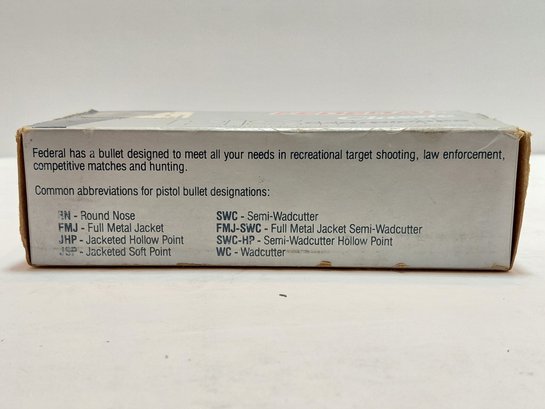 Federal has a bullet designed to meet all your needs in recreational target shooting, law enforcement,
competitive matches and hunting.
Common abbreviations for pistol bullet designations:
RN - Round Nose
FMJ - Full Metal Jacket
JHP - Jacketed Hollow Point
JSP - Jacketed Soft Point
SWC - Semi-Wadcutter
FMJ-SWC - Full Metal Jacket Semi-Wadcutter
SWC-HP - Semi-Wadcutter Hollow Point
WC - Wadcutter